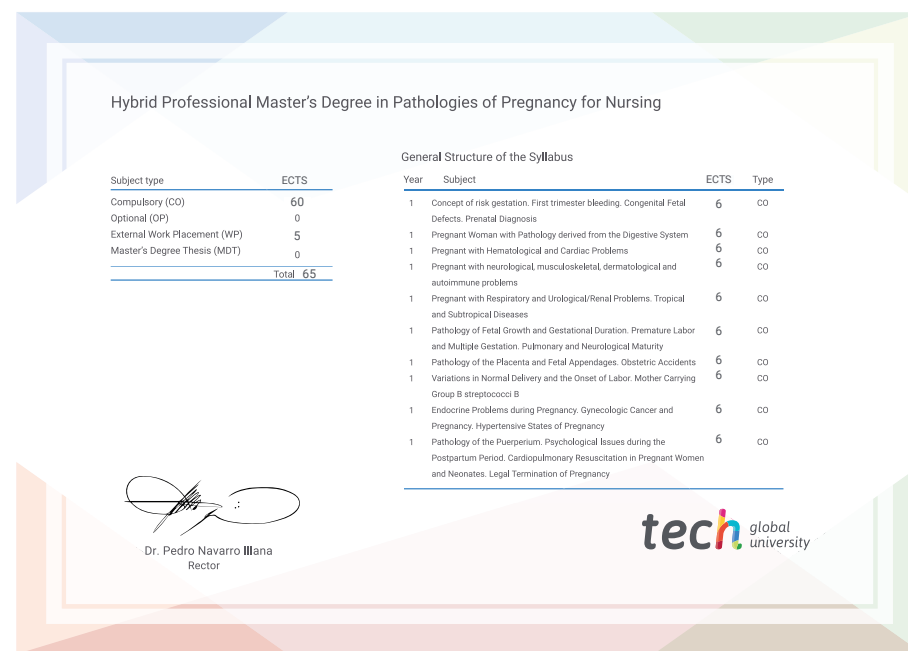 Hybrid Professional Master's Degree in Pathologies of Pregnancy for Nursing
Subject type ECTS
Compulsory (CO) 60
Optional (OP) 0
External Work Placement (WP) 5
Master's Degree Thesis (MDT) 0
Total 65
General Structure of the Syllabus
Year Subject ECTS Type
1 Concept of risk gestation. First trimester bleeding. Congenital Fetal 6 CO
Defects. Prenatal Diagnosis
1 Pregnant Woman with Pathology derived from the Digestive System 6 CO
1 Pregnant with Hematological and Cardiac Problems 6 CO
1 Pregnant with neurological, musculoskeletal, dermatological and 6 CO
autoimmune problems
1 Pregnant with Respiratory and Urological/Renal Problems. Tropical 6 CO
and Subtropical Diseases
1 Pathology of Fetal Growth and Gestational Duration. Premature Labor 6 CO
and Multiple Gestation. Pulmonary and Neurological Maturity
1 Pathology of the Placenta and Fetal Appendages. Obstetric Accidents 6 CO
1 Variations in Normal Delivery and the Onset of Labor. Mother Carrying 6 CO
Group B streptococci B
1 Endocrine Problems during Pregnancy. Gynecologic Cancer and 6 CO
Pregnancy. Hypertensive States of Pregnancy
1 Pathology of the Puerperium. Psychological Issues during the 6 CO
Postpartum Period. Cardiopulmonary Resuscitation in Pregnant Women
and Neonates. Legal Termination of Pregnancy
Dr. Pedro Navarro Illana
Rector
tech global
university